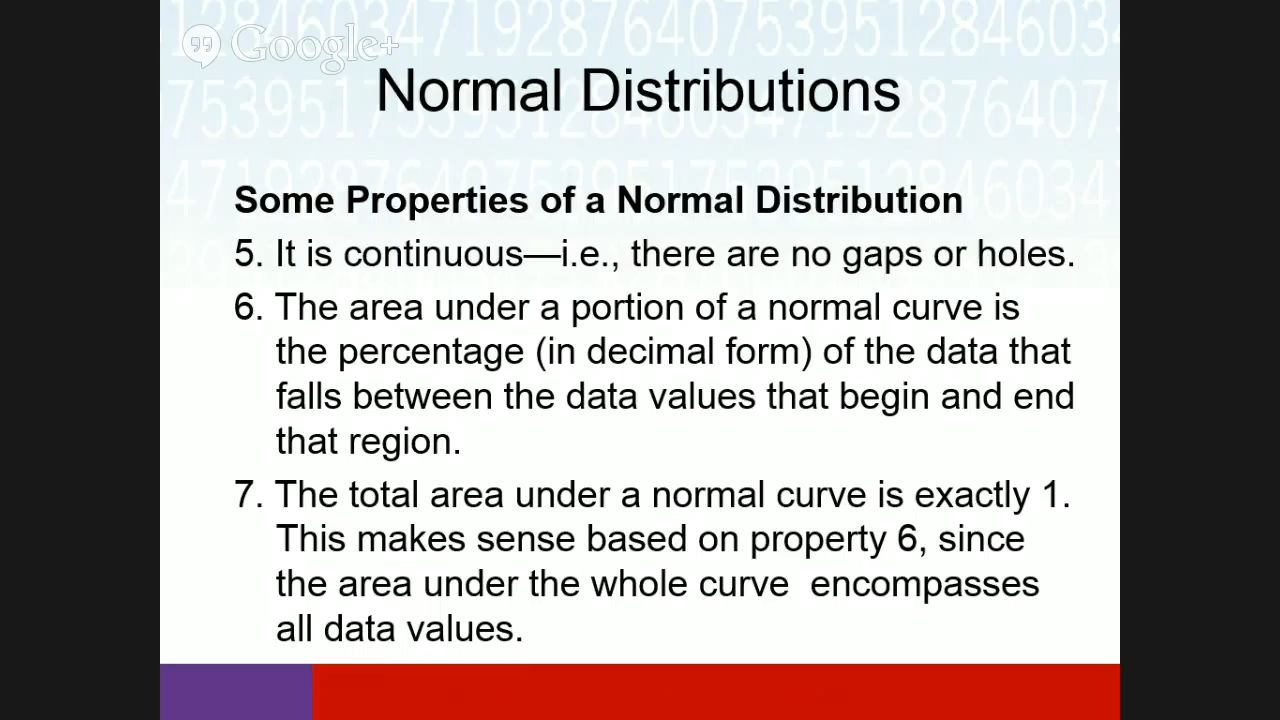 Google+
Normal Distributions
Some Properties of a Normal Distribution
5. It is continuous—i.e., there are no gaps or holes.
6. The area under a portion of a normal curve is
the percentage (in decimal form) of the data that
falls between the data values that begin and end
that region.
7. The total area under a normal curve is exactly 1.
This makes sense based on property 6, since
the area under the whole curve encompasses
all data values.